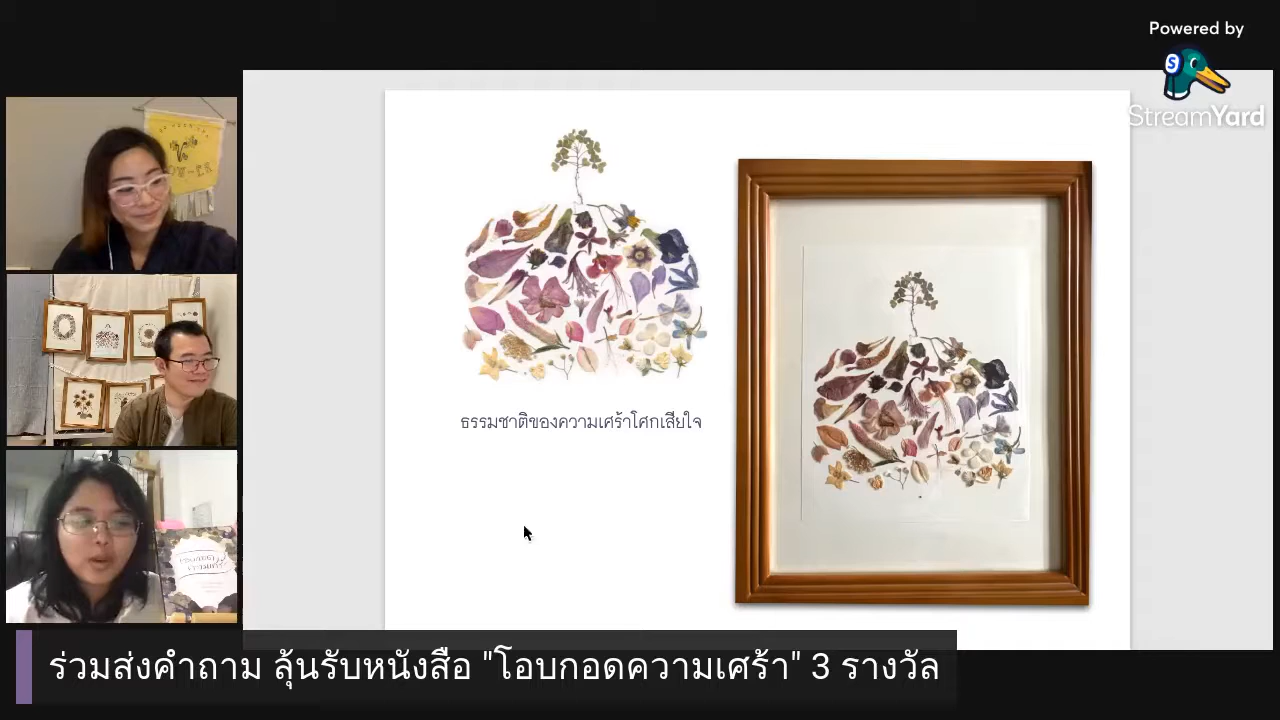 Powered by
StreamYard
ธรรมชาติของความเศร้าโศกเสียใจ
ร่วมส่งคำถาม ลุ้นรับหนังสือ "โอบกอดความเศร้า" 3 รางวัล